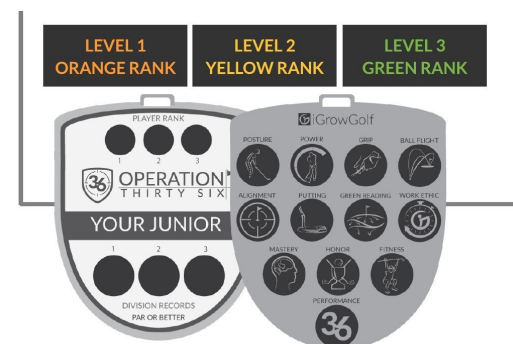 LEVEL 1
ORANGE RANK
LEVEL 2
YELLOW RANK
LEVEL 3
GREEN RANK
PLAYER RANK
1 2 3
36 OPERATION
THIRTY SIX
YOUR JUNIOR
1 2 3
DIVISION RECORDS
PAR OR BETTER
iGrowGolf
POSTURE POWER GRIP BALL FLIGHT
ALIGNMENT PUTTING GREEN READING WORK ETHIC
MASTERY HONOR FITNESS
PERFORMANCE
36